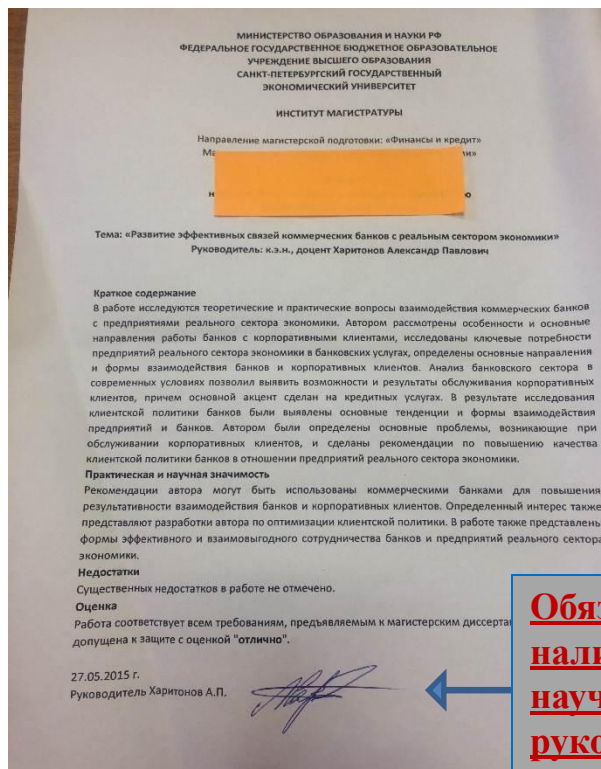 МИНИСТЕРСТВО ОБРАЗОВАНИЯ И НАУКИ РФ
ФЕДЕРАЛЬНОЕ ГОСУДАРСТВЕННОЕ БЮДЖЕТНОЕ ОБРАЗОВАТЕЛЬНОЕ
УЧРЕЖДЕНИЕ ВЫСШЕГО ОБРАЗОВАНИЯ
САНКТ-ПЕТЕРБУРГСКИЙ ГОСУДАРСТВЕННЫЙ
ЭКОНОМИЧЕСКИЙ УНИВЕРСИТЕТ
ИНСТИТУТ МАГИСТРАТУРЫ
Направление магистерской подготовки: «Финансы и кредит»
Тема: «Развитие эффективных связей коммерческих банков с реальным сектором экономики»
Руководитель: к.э.н., доцент Харитонов Александр Павлович
Краткое содержание
В работе исследуются теоретические и практические вопросы взаимодействия коммерческих банков
с предприятиями реального сектора экономики. Автором рассмотрены особенности и основные
направления работы банков с корпоративными клиентами, исследованы ключевые потребности
предприятий реального сектора экономики в банковских услугах, определены основные направления
и формы взаимодействия банков и корпоративных клиентов. Анализ банковского сектора в
современных условиях позволил выявить возможности и результаты обслуживания корпоративных
клиентов, причем основной акцент сделан на кредитных услугах. В результате исследования
клиентской политики банков были выявлены основные тенденции и формы взаимодействия
предприятий и банков. Автором были определены основные проблемы, возникающие при
обслуживании корпоративных клиентов, и сделаны рекомендации по повышению качества
клиентской политики банков в отношении предприятий реального сектора экономики.
Практическая и научная значимость
Рекомендации автора могут быть использованы коммерческими банками для повышения
результативности взаимодействия банков и корпоративных клиентов. Определенный интерес также
представляют разработки автора по оптимизации клиентской политики. В работе также представлены
формы эффективного и взаимовыгодного сотрудничества банков и предприятий реального сектора
экономики.
Недостатки
Существенных недостатков в работе не отмечено.
Оценка
Работа соответствует всем требованиям, предъявляемым к магистерским
допущена к защите с оценкой "отлично".
27.05.2015 г.
Руководитель Харитонов А.П.